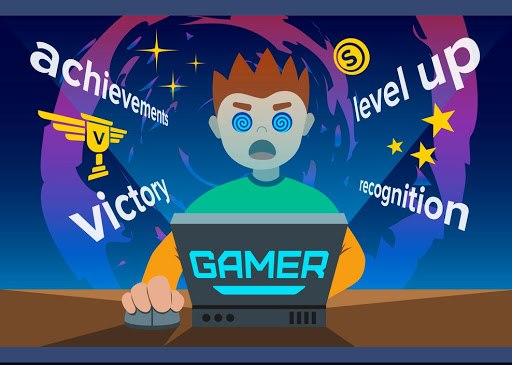 achievements
level up
V
S
victory
recognition
GAMER